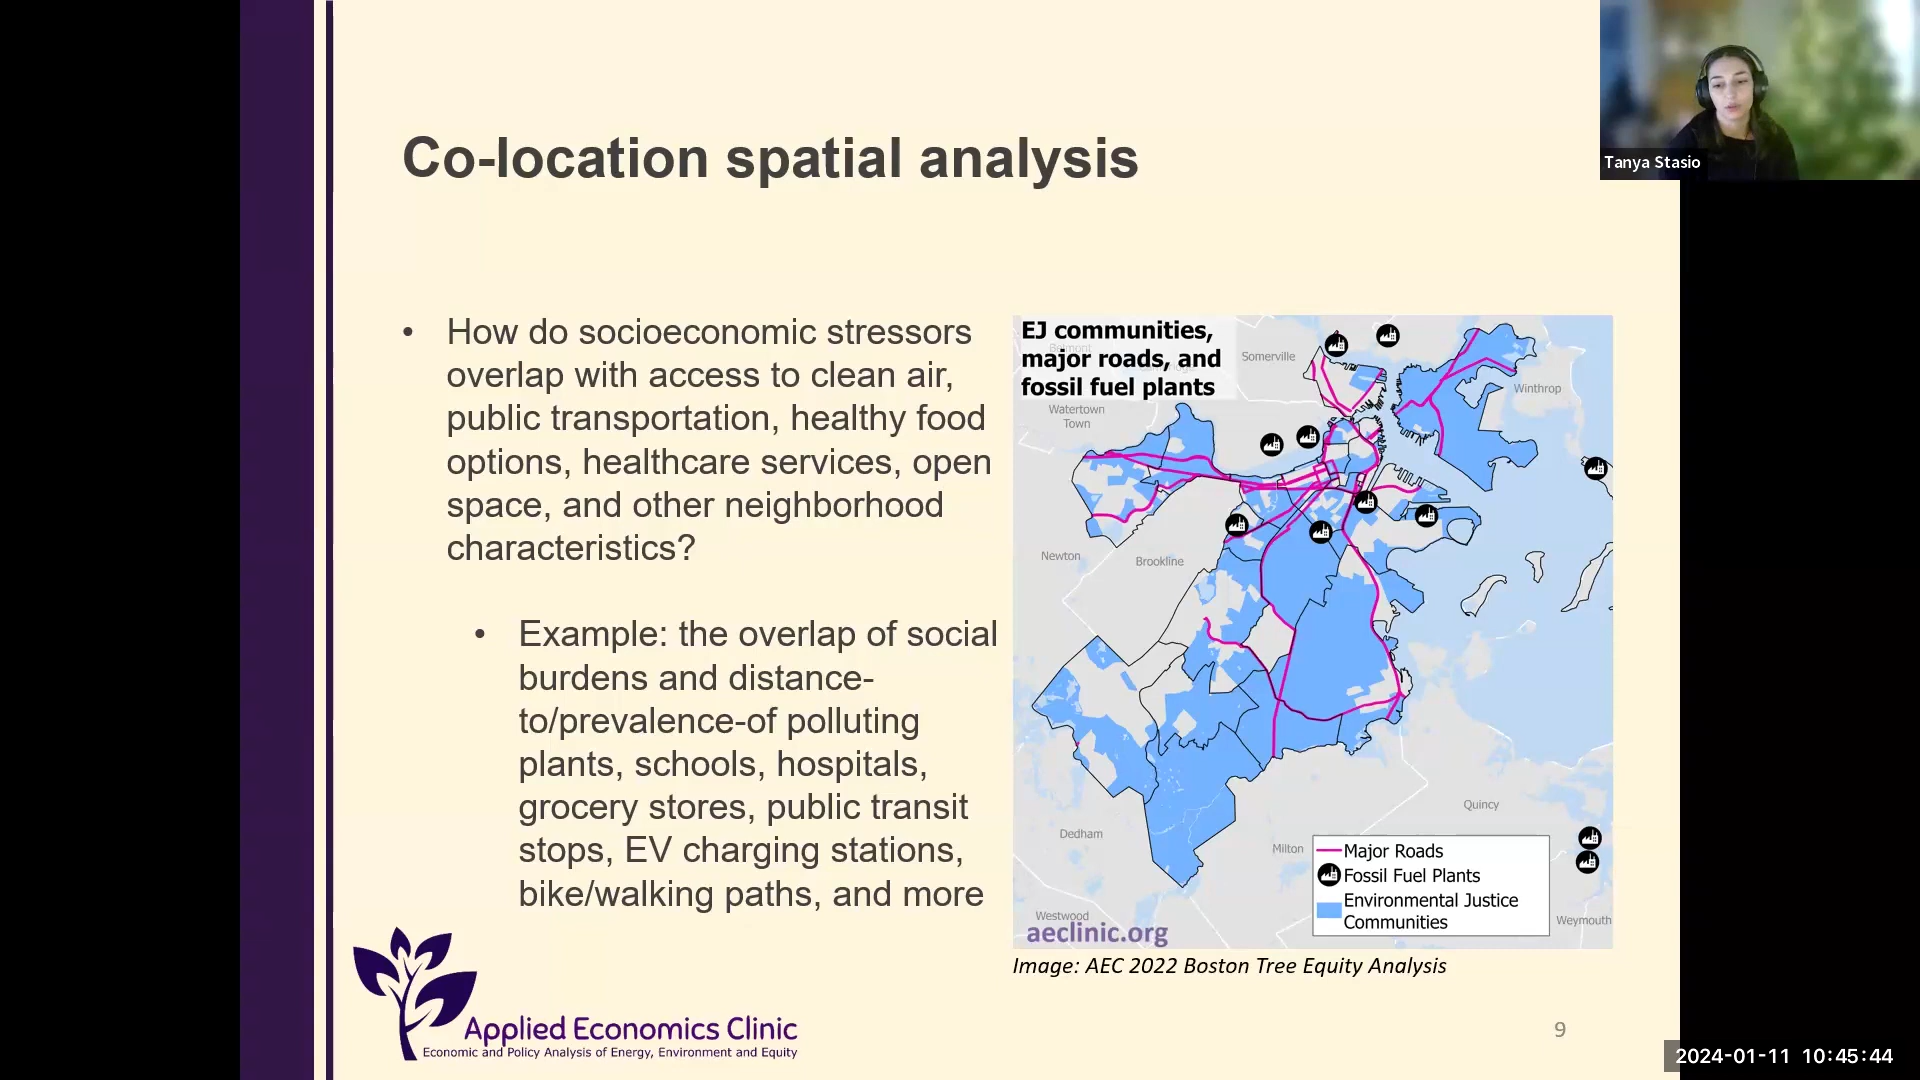 Tanya Stasio
Co-location spatial analysis
• How do socioeconomic stressors
overlap with access to clean air,
public transportation, healthy food
options, healthcare services, open
space, and other neighborhood
characteristics?
• Example: the overlap of social
burdens and distance-
to/prevalence-of polluting
plants, schools, hospitals,
grocery stores, public transit
stops, EV charging stations,
bike/walking paths, and more
EJ communities,
major roads, and
fossil fuel plants
Belmont
Somerville
Winthrop
Watertown
Town
Newton
Brookline
Quincy
Dedham
Milton
Westwood
Weymouth
Major Roads
Fossil Fuel Plants
Environmental Justice
Communities
aeclinic.org
Image: AEC 2022 Boston Tree Equity Analysis
Applied Economics Clinic
Economic and Policy Analysis of Energy, Environment and Equity
9
2024-01-11 10:45:44